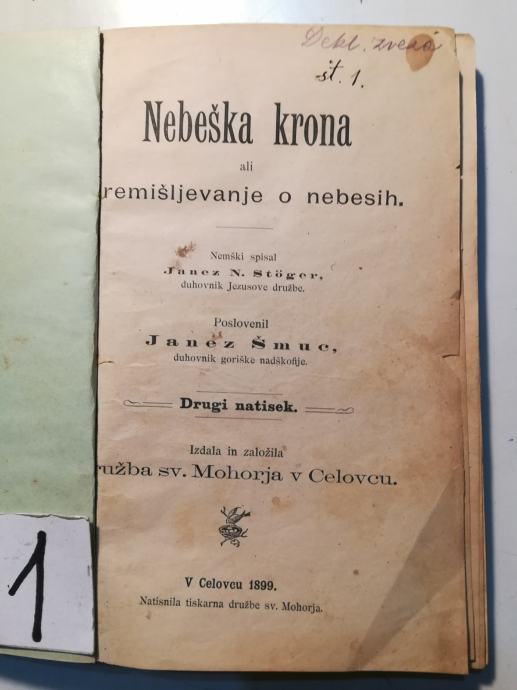 Dekl. zveza
št. 1.
Nebeška krona
ali
remišljevanje o nebesih.
Nemški spisal
Janez N. Stöger,
duhovnik Jezusove družbe.
Poslovenil
Janez Šmuc,
duhovnik goriške nadškofije.
Drugi natisek.
Izdala in založila
ružba sv. Mohorja v Celovcu.
V Celovcu 1899.
Natisnila tiskarna družbe sv. Mohorja.
1